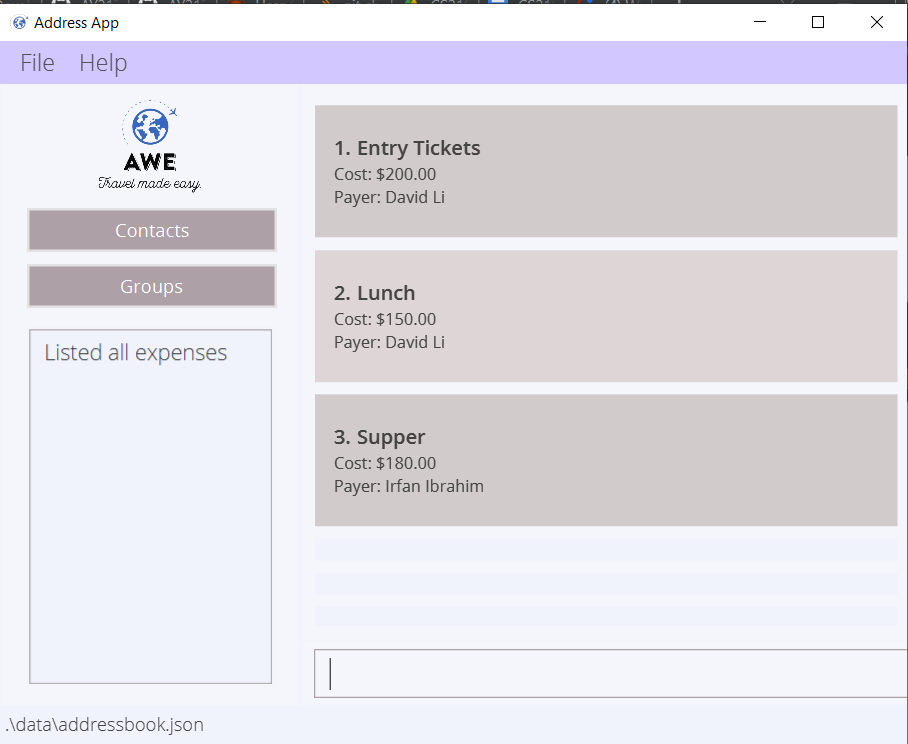 Address App
File Help
AWE
Travel made easy.
Contacts
Groups
Listed all expenses
1. Entry Tickets
Cost: $200.00
Payer: David Li
2. Lunch
Cost: $150.00
Payer: David Li
3. Supper
Cost: $180.00
Payer: Irfan Ibrahim
.\data\addressbook.json